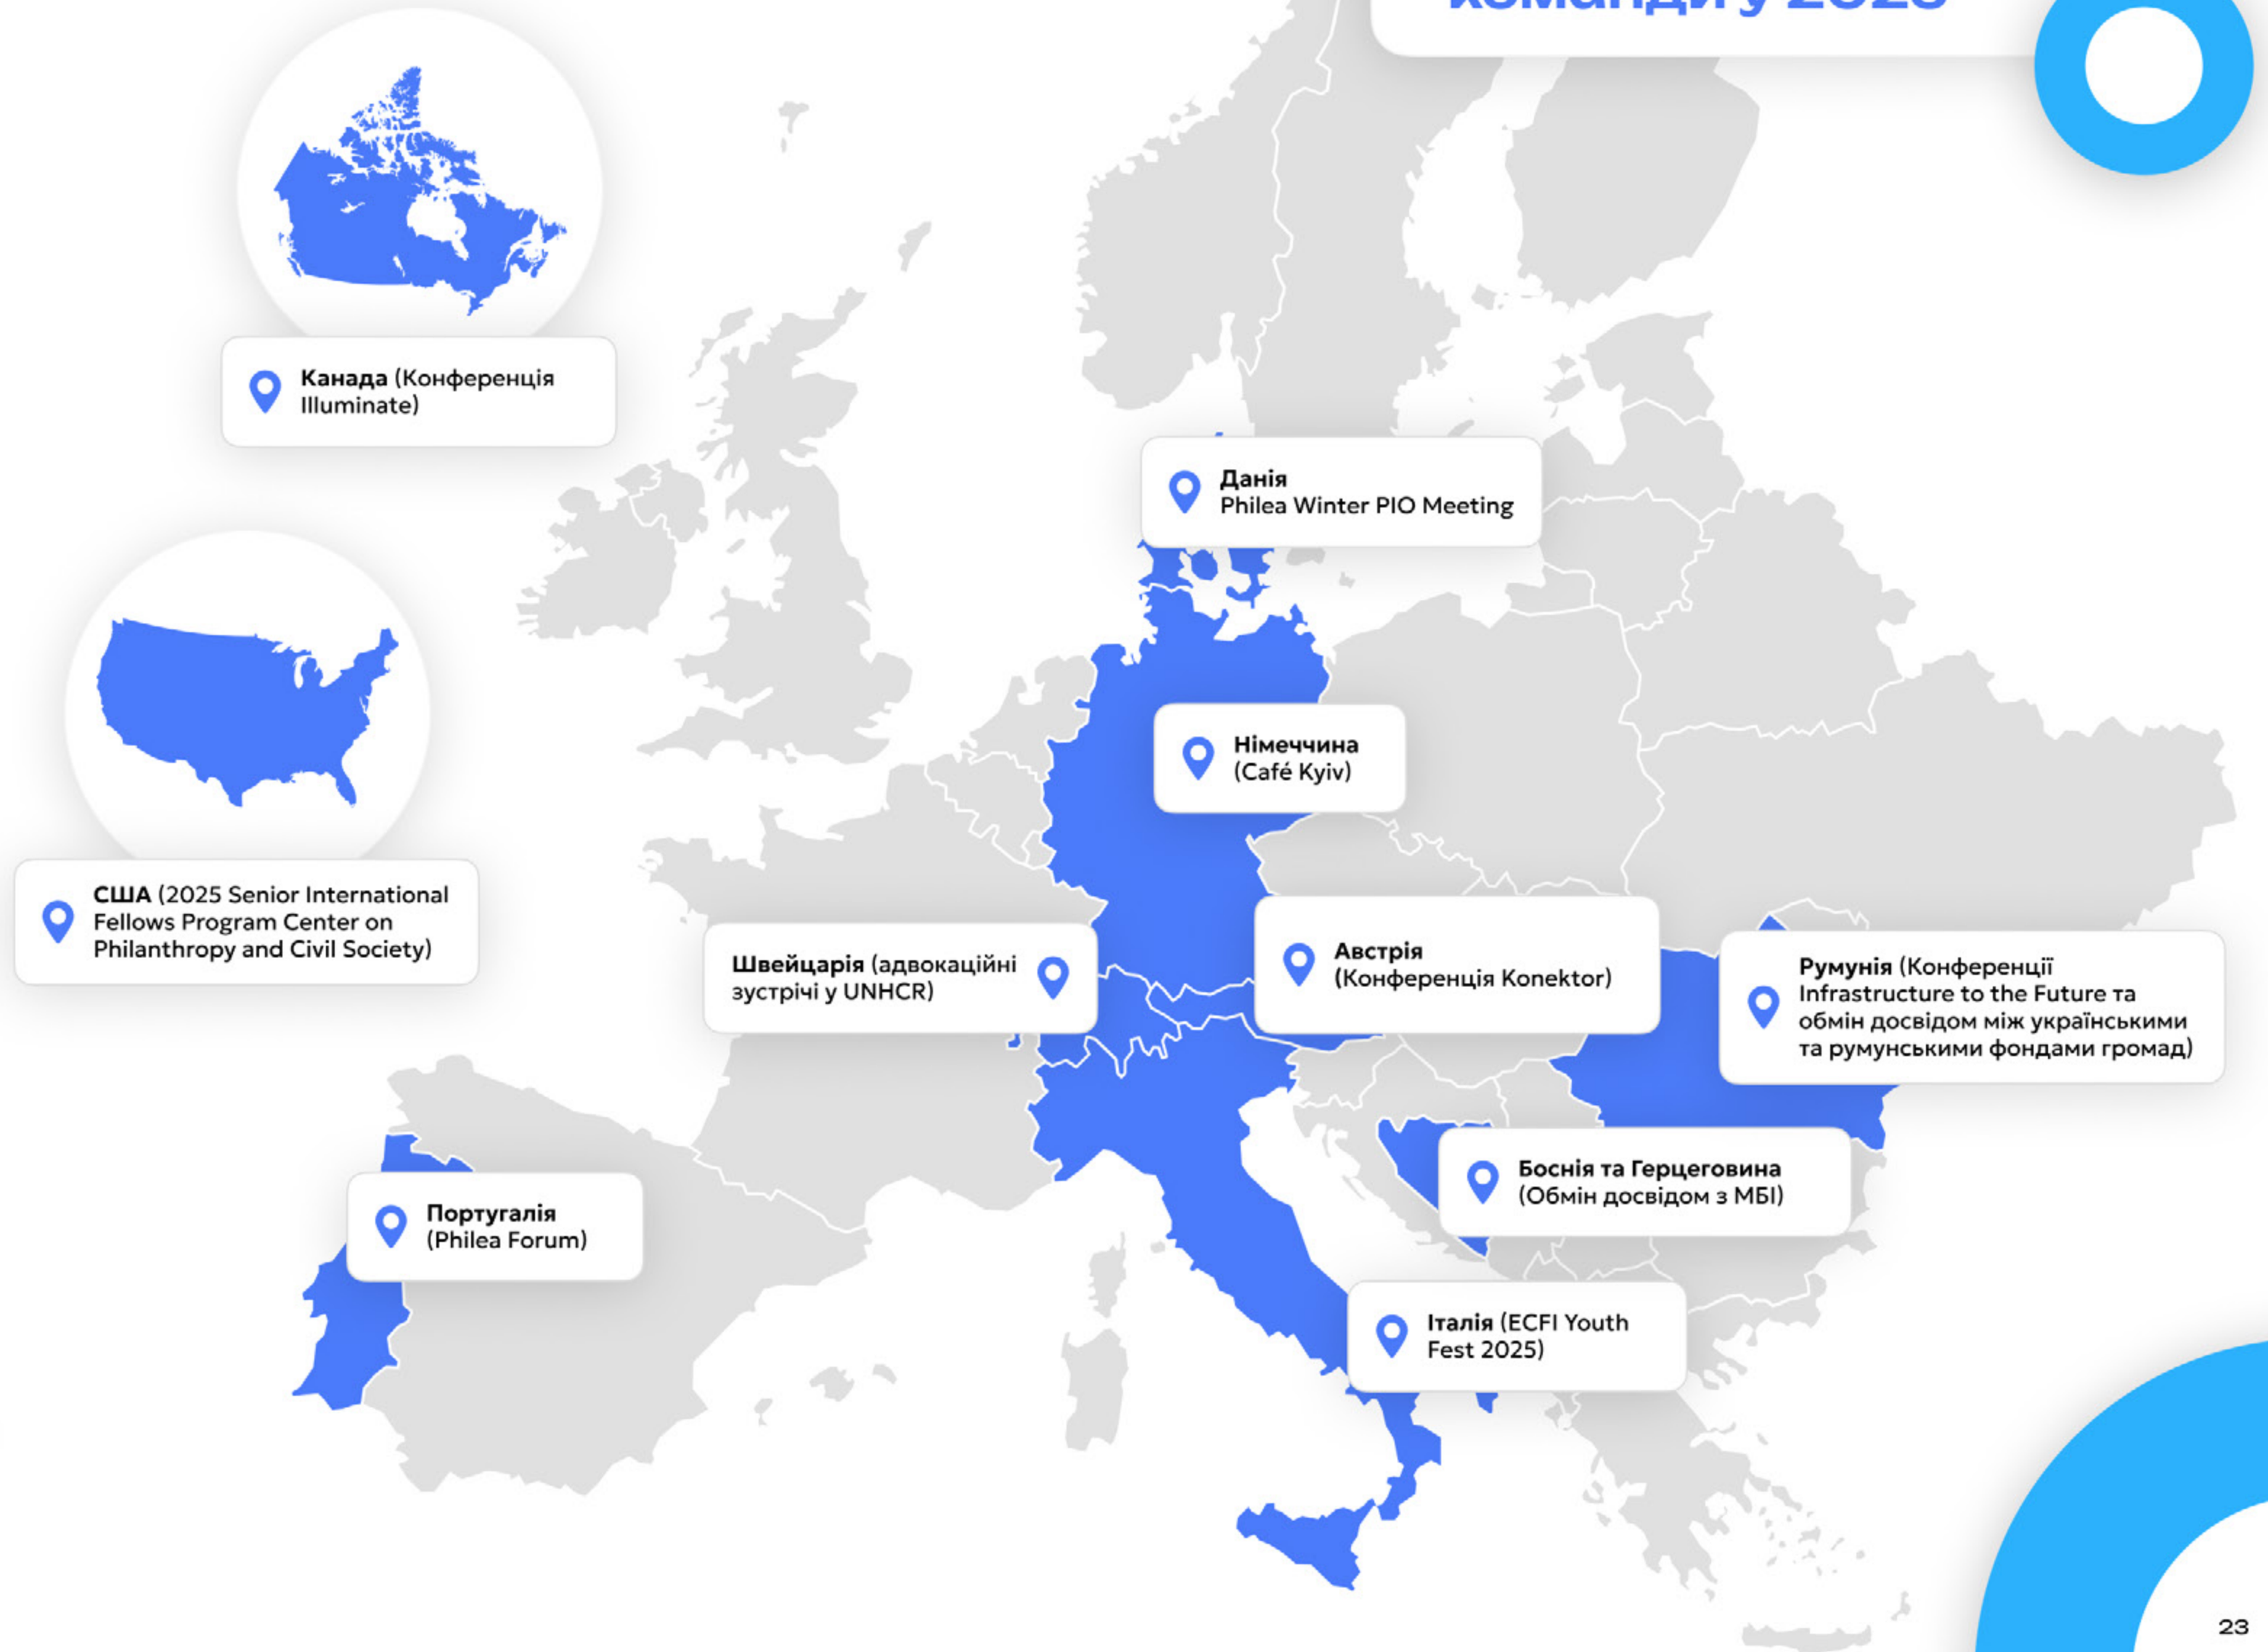 команди у 2025
Канада (Конференція
Illuminate)
Данія
Philea Winter PIO Meeting
Німеччина
(Café Kyiv)
США (2025 Senior International
Fellows Program Center on
Philanthropy and Civil Society)
Швейцарія (адвокаційні
зустрічі у UNHCR)
Австрія
(Конференція Konektor)
Румунія (Конференції
Infrastructure to the Future та
обмін досвідом між українськими
та румунськими фондами громад)
Португалія
(Philea Forum)
Боснія та Герцеговина
(Обмін досвідом з МБІ)
Італія (ECFI Youth
Fest 2025)
23